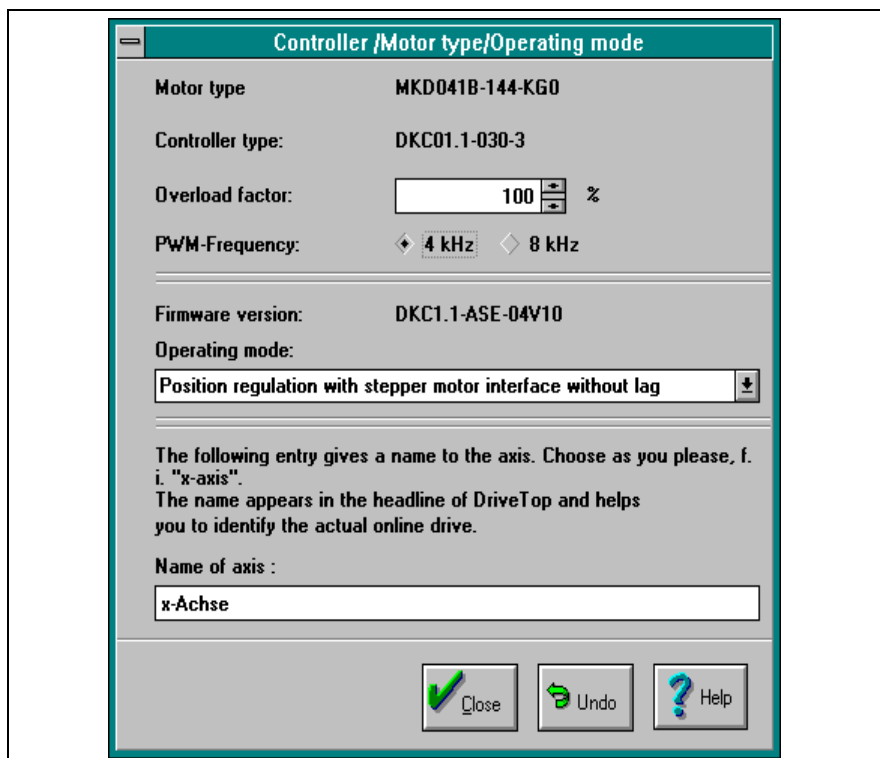 Controller /Motor type/Operating mode
Motor type MKD041B-144-KG0
Controller type: DKC01.1-030-3
Overload factor: 100 %
PWM-Frequency: 4 kHz 8 kHz
Firmware version: DKC1.1-ASE-04V10
Operating mode:
Position regulation with stepper motor interface without lag
The following entry gives a name to the axis. Choose as you please, f.
i. "x-axis".
The name appears in the headline of DriveTop and helps
you to identify the actual online drive.
Name of axis :
x-Achse
Close Undo Help